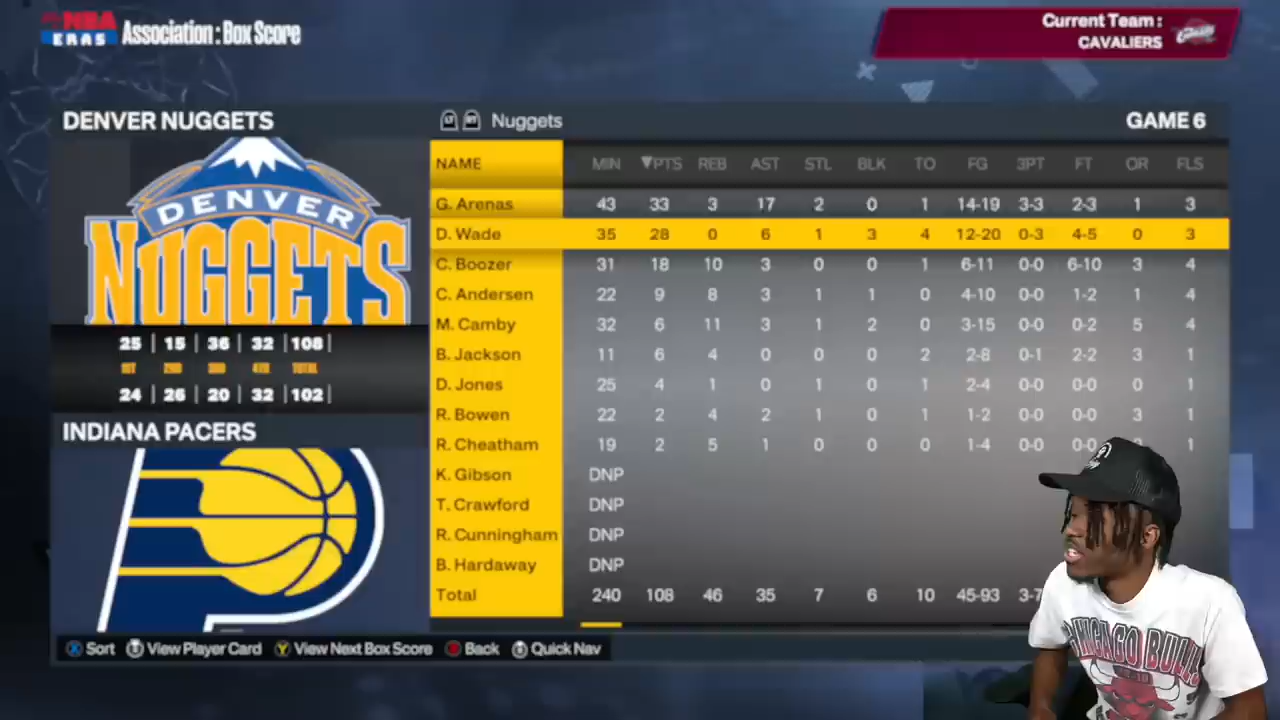 NBA
ERAS
Association : Box Score
Current Team :
CAVALIERS
DENVER NUGGETS
DENVER
NUGGETS
25 | 15 | 36 | 32 | 108 |
1ST 2ND 3RD 4TH TOTAL
24 | 26 | 20 | 32 | 102 |
INDIANA PACERS
Nuggets GAME 6
NAME MIN ▼PTS REB AST STL BLK TO FG 3PT FT OR FLS
G. Arenas 43 33 3 17 2 0 1 14-19 3-3 2-3 1 3
D. Wade 35 28 0 6 1 3 4 12-20 0-3 4-5 0 3
C. Boozer 31 18 10 3 0 0 1 6-11 0-0 6-10 3 4
C. Andersen 22 9 8 3 1 1 0 4-10 0-0 1-2 1 4
M. Camby 32 6 11 3 1 2 0 3-15 0-0 0-2 5 4
B. Jackson 11 6 4 0 0 0 2 2-8 0-1 2-2 3 1
D. Jones 25 4 1 0 1 0 1 2-4 0-0 0-0 0 1
R. Bowen 22 2 4 2 1 0 1 1-2 0-0 0-0 3 1
R. Cheatham 19 2 5 1 0 0 0 1-4 0-0 0-0 1
K. Gibson DNP
T. Crawford DNP
R. Cunningham DNP
B. Hardaway DNP
Total 240 108 46 35 7 6 10 45-93 3-7
X Sort View Player Card Y View Next Box Score Back Quick Nav
CHICAGO BULLS